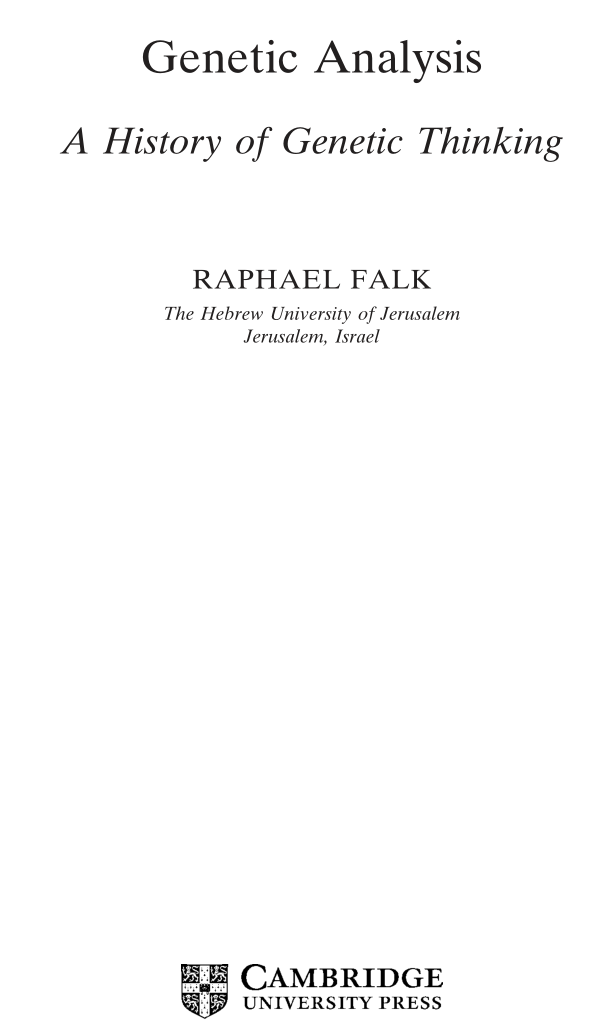 Genetic Analysis
A History of Genetic Thinking
RAPHAEL FALK
The Hebrew University of Jerusalem
Jerusalem, Israel
CAMBRIDGE
UNIVERSITY PRESS